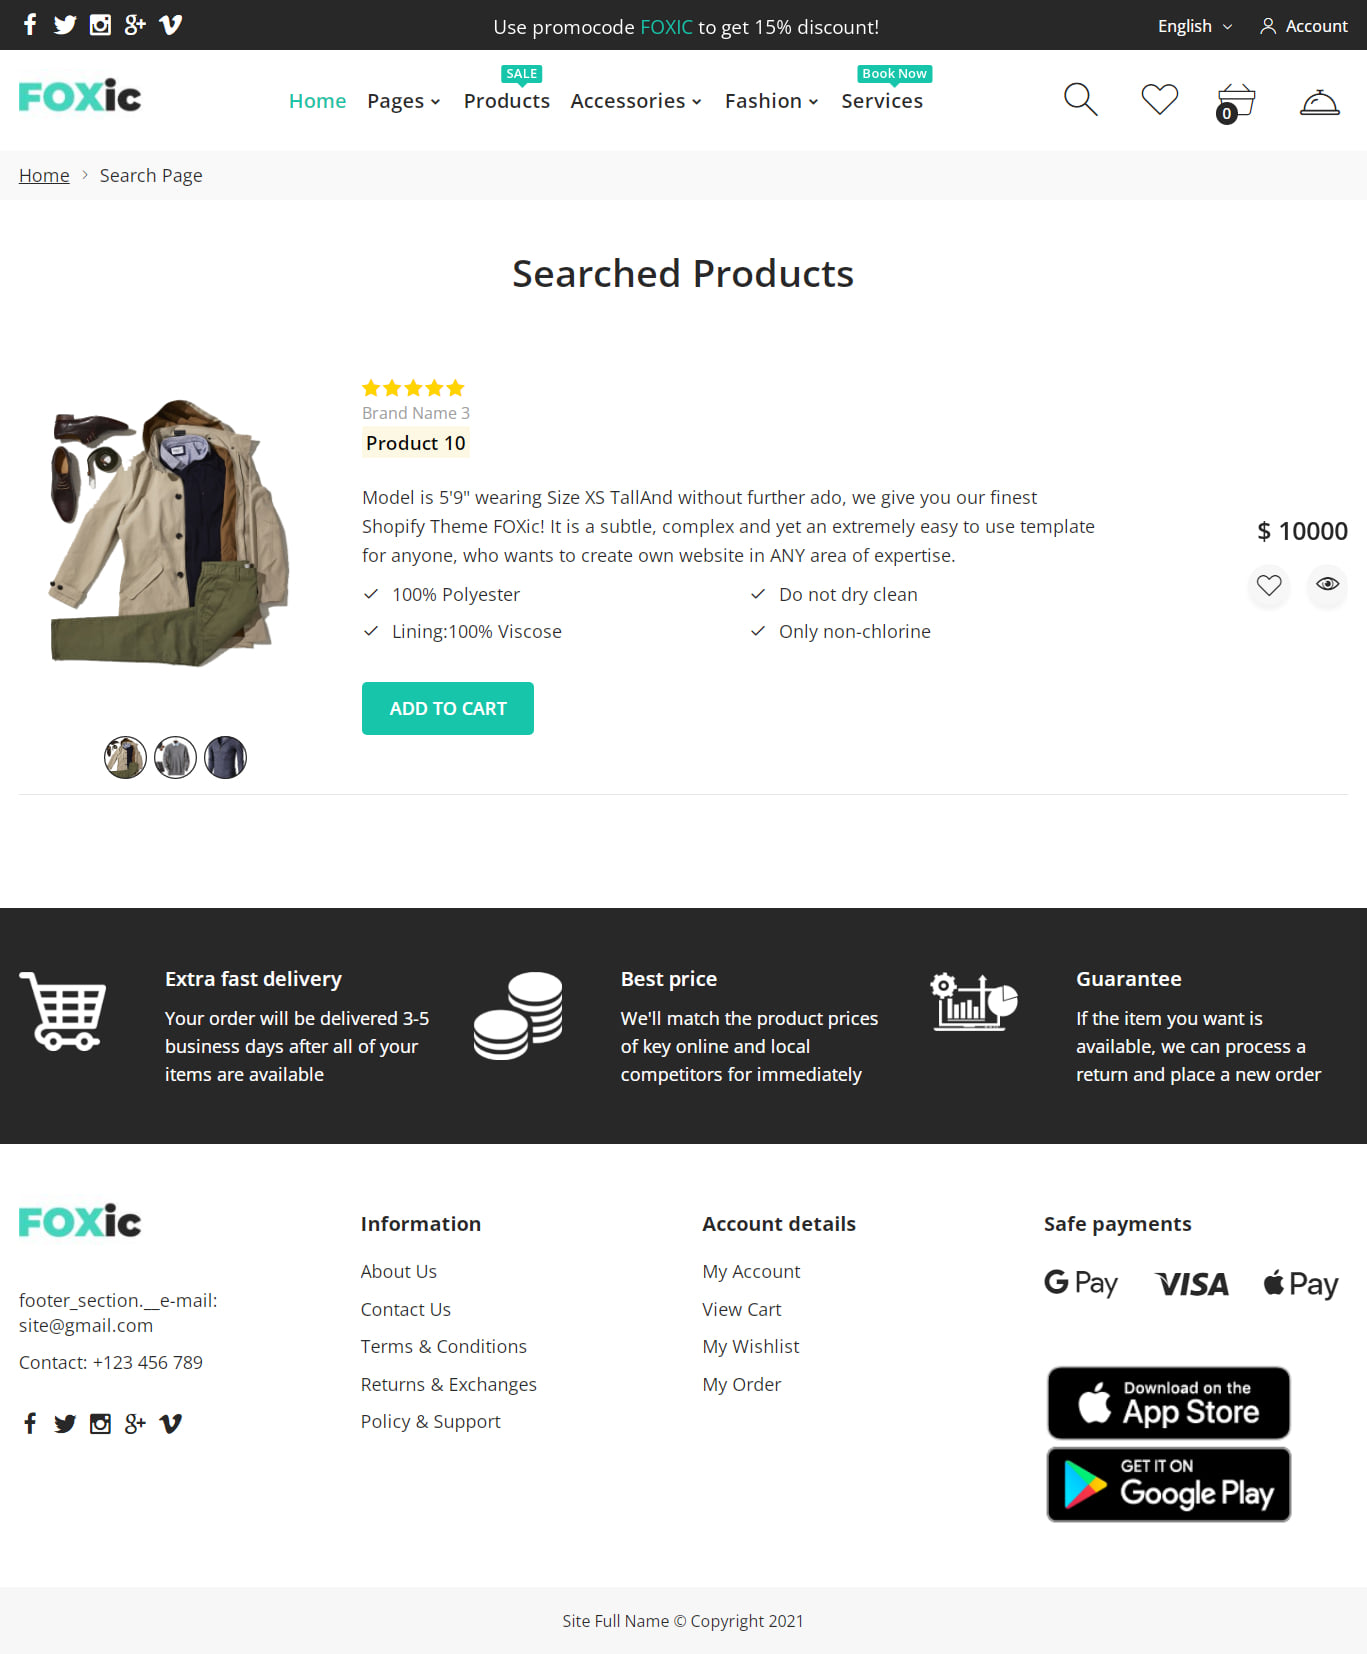 Use promocode FOXIC to get 15% discount!
English
Account
FOXic
Home
Pages
SALE
Products
Accessories
Fashion
Book Now
Services
0
Home > Search Page
Searched Products
Brand Name 3
Product 10
Model is 5'9" wearing Size XS TallAnd without further ado, we give you our finest
Shopify Theme FOXic! It is a subtle, complex and yet an extremely easy to use template
for anyone, who wants to create own website in ANY area of expertise.
100% Polyester
Do not dry clean
Lining:100% Viscose
Only non-chlorine
$ 10000
ADD TO CART
Extra fast delivery
Your order will be delivered 3-5
business days after all of your
items are available
Best price
We'll match the product prices
of key online and local
competitors for immediately
Guarantee
If the item you want is
available, we can process a
return and place a new order
FOXic
footer_section.__e-mail:
site@gmail.com
Contact: +123 456 789
Information
About Us
Contact Us
Terms & Conditions
Returns & Exchanges
Policy & Support
Account details
My Account
View Cart
My Wishlist
My Order
Safe payments
G Pay
VISA
Pay
Download on the
App Store
GET IT ON
Google Play
Site Full Name © Copyright 2021